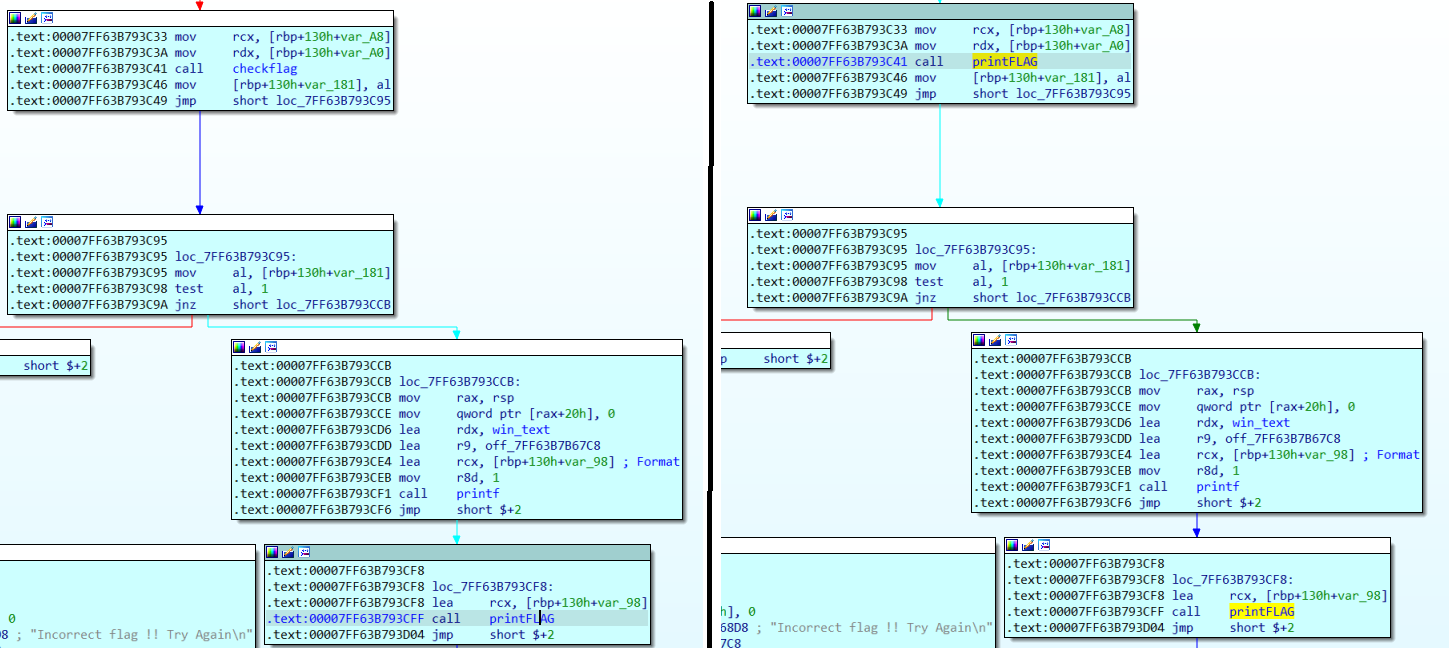 .text:00007FF63B793C33 mov rcx, [rbp+130h+var_A8]
.text:00007FF63B793C3A mov rdx, [rbp+130h+var_A0]
.text:00007FF63B793C41 call checkflag
.text:00007FF63B793C46 mov [rbp+130h+var_181], al
.text:00007FF63B793C49 jmp short loc_7FF63B793C95
.text:00007FF63B793C95
.text:00007FF63B793C95 loc_7FF63B793C95:
.text:00007FF63B793C95 mov al, [rbp+130h+var_181]
.text:00007FF63B793C98 test al, 1
.text:00007FF63B793C9A jnz short loc_7FF63B793CCB
short $+2
.text:00007FF63B793CCB
.text:00007FF63B793CCB loc_7FF63B793CCB:
.text:00007FF63B793CCB mov rax, rsp
.text:00007FF63B793CCE mov qword ptr [rax+20h], 0
.text:00007FF63B793CD6 lea rdx, win_text
.text:00007FF63B793CDD lea r9, off_7FF63B7B67C8
.text:00007FF63B793CE4 lea rcx, [rbp+130h+var_98] ; Format
.text:00007FF63B793CEB mov r8d, 1
.text:00007FF63B793CF1 call printf
.text:00007FF63B793CF6 jmp short $+2
0
D8 ; "Incorrect flag !! Try Again\n"
.text:00007FF63B793CF8
.text:00007FF63B793CF8 loc_7FF63B793CF8:
.text:00007FF63B793CF8 lea rcx, [rbp+130h+var_98]
.text:00007FF63B793CFF call printFLAG
.text:00007FF63B793D04 jmp short $+2
.text:00007FF63B793C33 mov rcx, [rbp+130h+var_A8]
.text:00007FF63B793C3A mov rdx, [rbp+130h+var_A0]
.text:00007FF63B793C41 call printFLAG
.text:00007FF63B793C46 mov [rbp+130h+var_181], al
.text:00007FF63B793C49 jmp short loc_7FF63B793C95
.text:00007FF63B793C95
.text:00007FF63B793C95 loc_7FF63B793C95:
.text:00007FF63B793C95 mov al, [rbp+130h+var_181]
.text:00007FF63B793C98 test al, 1
.text:00007FF63B793C9A jnz short loc_7FF63B793CCB
p short $+2
.text:00007FF63B793CCB
.text:00007FF63B793CCB loc_7FF63B793CCB:
.text:00007FF63B793CCB mov rax, rsp
.text:00007FF63B793CCE mov qword ptr [rax+20h], 0
.text:00007FF63B793CD6 lea rdx, win_text
.text:00007FF63B793CDD lea r9, off_7FF63B7B67C8
.text:00007FF63B793CE4 lea rcx, [rbp+130h+var_98] ; Format
.text:00007FF63B793CEB mov r8d, 1
.text:00007FF63B793CF1 call printf
.text:00007FF63B793CF6 jmp short $+2
h], 0
68D8 ; "Incorrect flag !! Try Again\n"
7C8
.text:00007FF63B793CF8
.text:00007FF63B793CF8 loc_7FF63B793CF8:
.text:00007FF63B793CF8 lea rcx, [rbp+130h+var_98]
.text:00007FF63B793CFF call printFLAG
.text:00007FF63B793D04 jmp short $+2